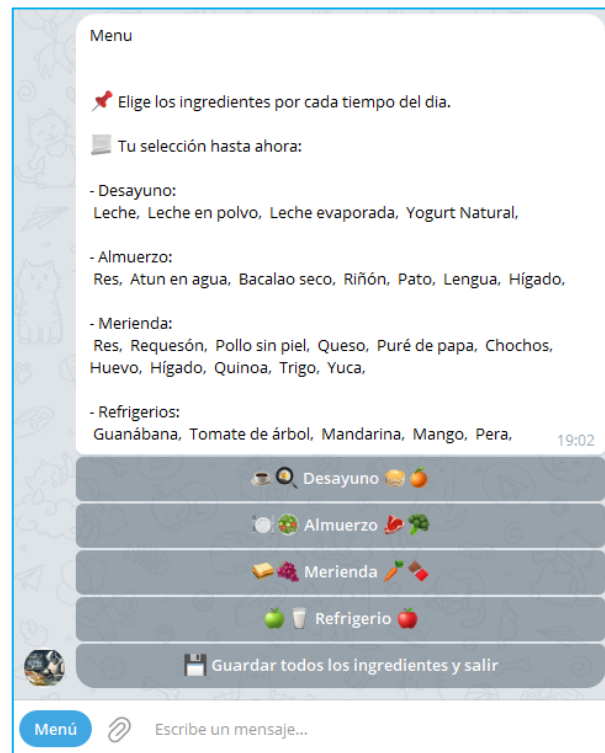 Menu
📌 Elige los ingredientes por cada tiempo del dia.
Tu selección hasta ahora:
- Desayuno:
Leche, Leche en polvo, Leche evaporada, Yogurt Natural,
- Almuerzo:
Res, Atun en agua, Bacalao seco, Riñón, Pato, Lengua, Hígado,
- Merienda:
Res, Requesón, Pollo sin piel, Queso, Puré de papa, Chochos,
Huevo, Hígado, Quinoa, Trigo, Yuca,
- Refrigerios:
Guanábana, Tomate de árbol, Mandarina, Mango, Pera,
19:02
Desayuno
Almuerzo
Merienda
Refrigerio
Guardar todos los ingredientes y salir
Menú
Escribe un mensaje...